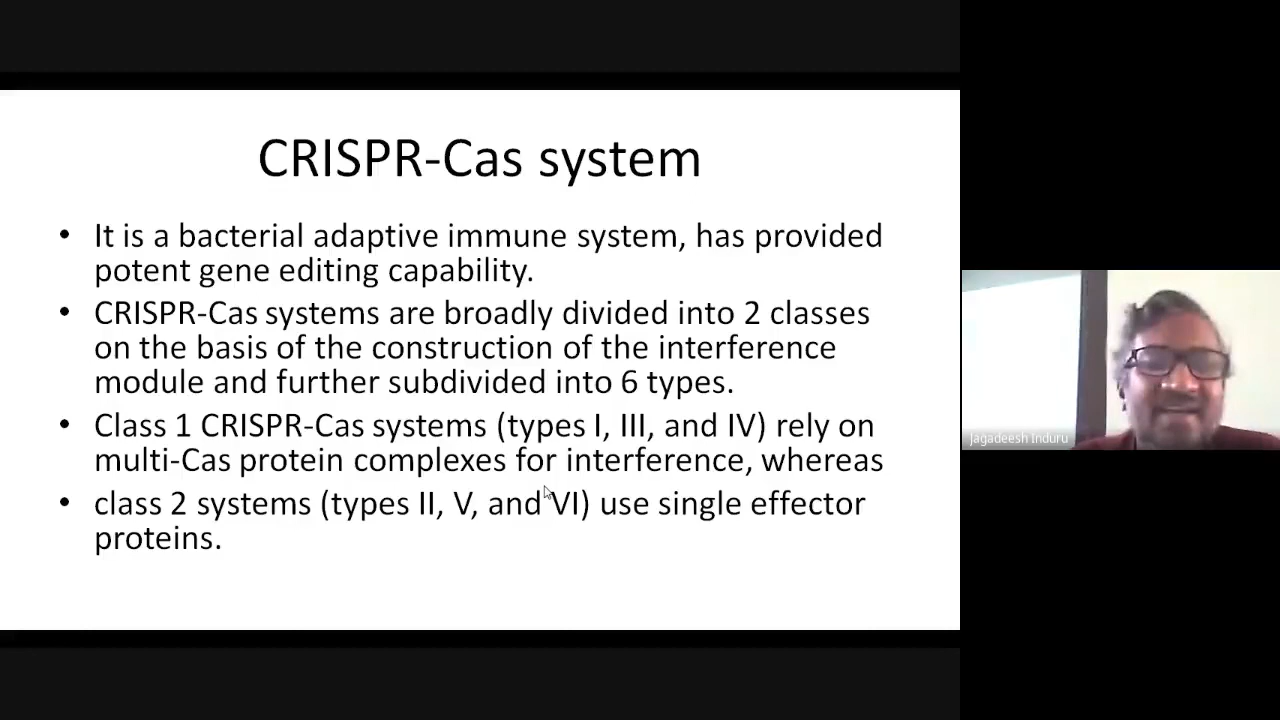 CRISPR-Cas system
• It is a bacterial adaptive immune system, has provided
potent gene editing capability.
• CRISPR-Cas systems are broadly divided into 2 classes
on the basis of the construction of the interference
module and further subdivided into 6 types.
• Class 1 CRISPR-Cas systems (types I, III, and IV) rely on
multi-Cas protein complexes for interference, whereas
• class 2 systems (types II, V, and VI) use single effector
proteins.
Jagadeesh Induru